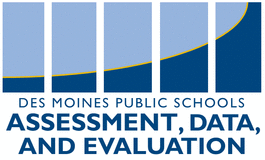 DES MOINES PUBLIC SCHOOLS
ASSESSMENT, DATA,
AND EVALUATION